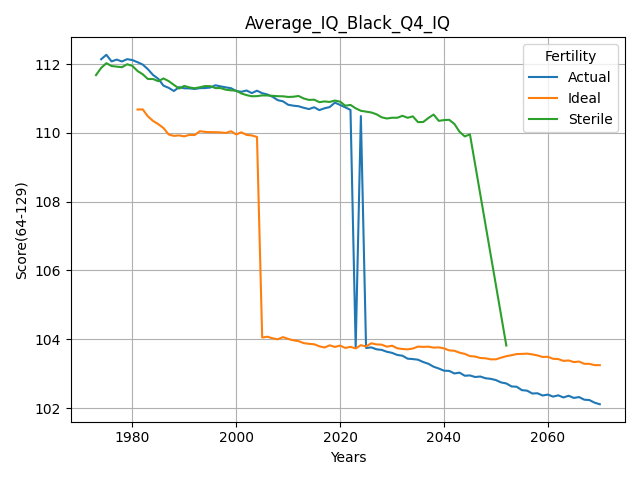 Average_IQ_Black_Q4_IQ
Score(64-129)
112
110
108
106
104
102
Fertility
Actual
Ideal
Sterile
1980 2000 2020 2040 2060
Years